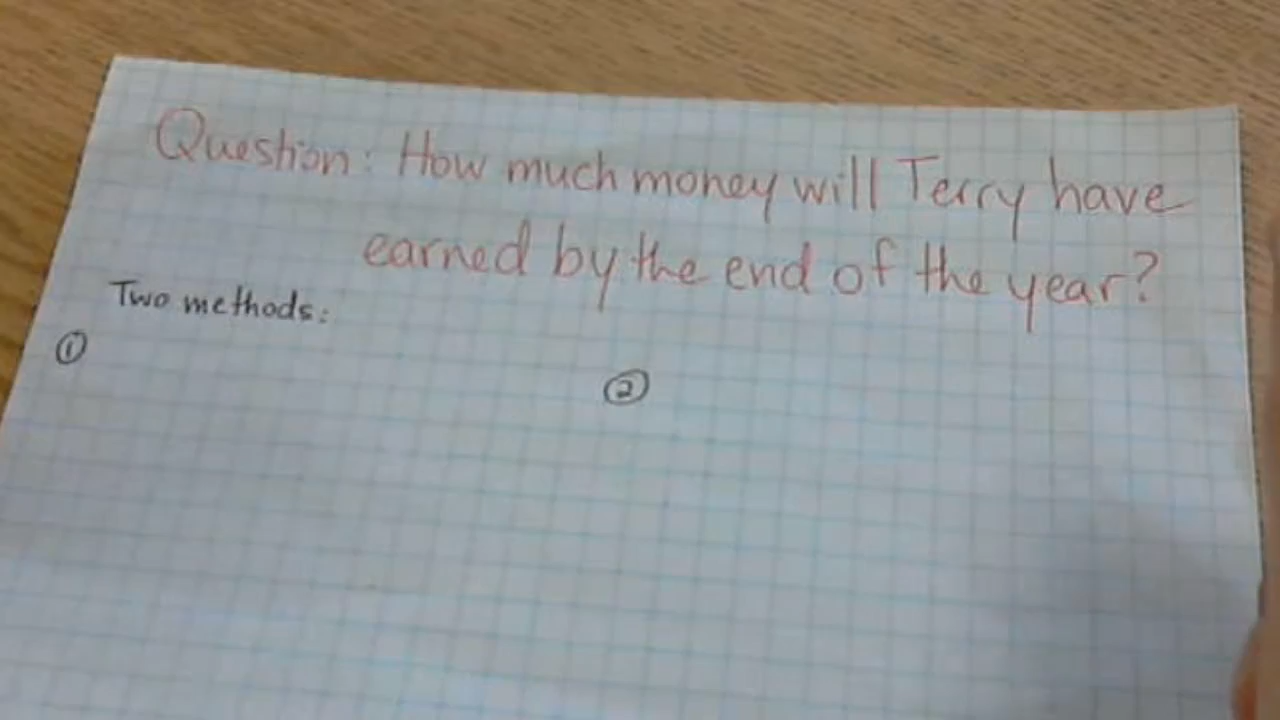 Question: How much money will Terry have
earned by the end of the year?
Two methods:
①
②